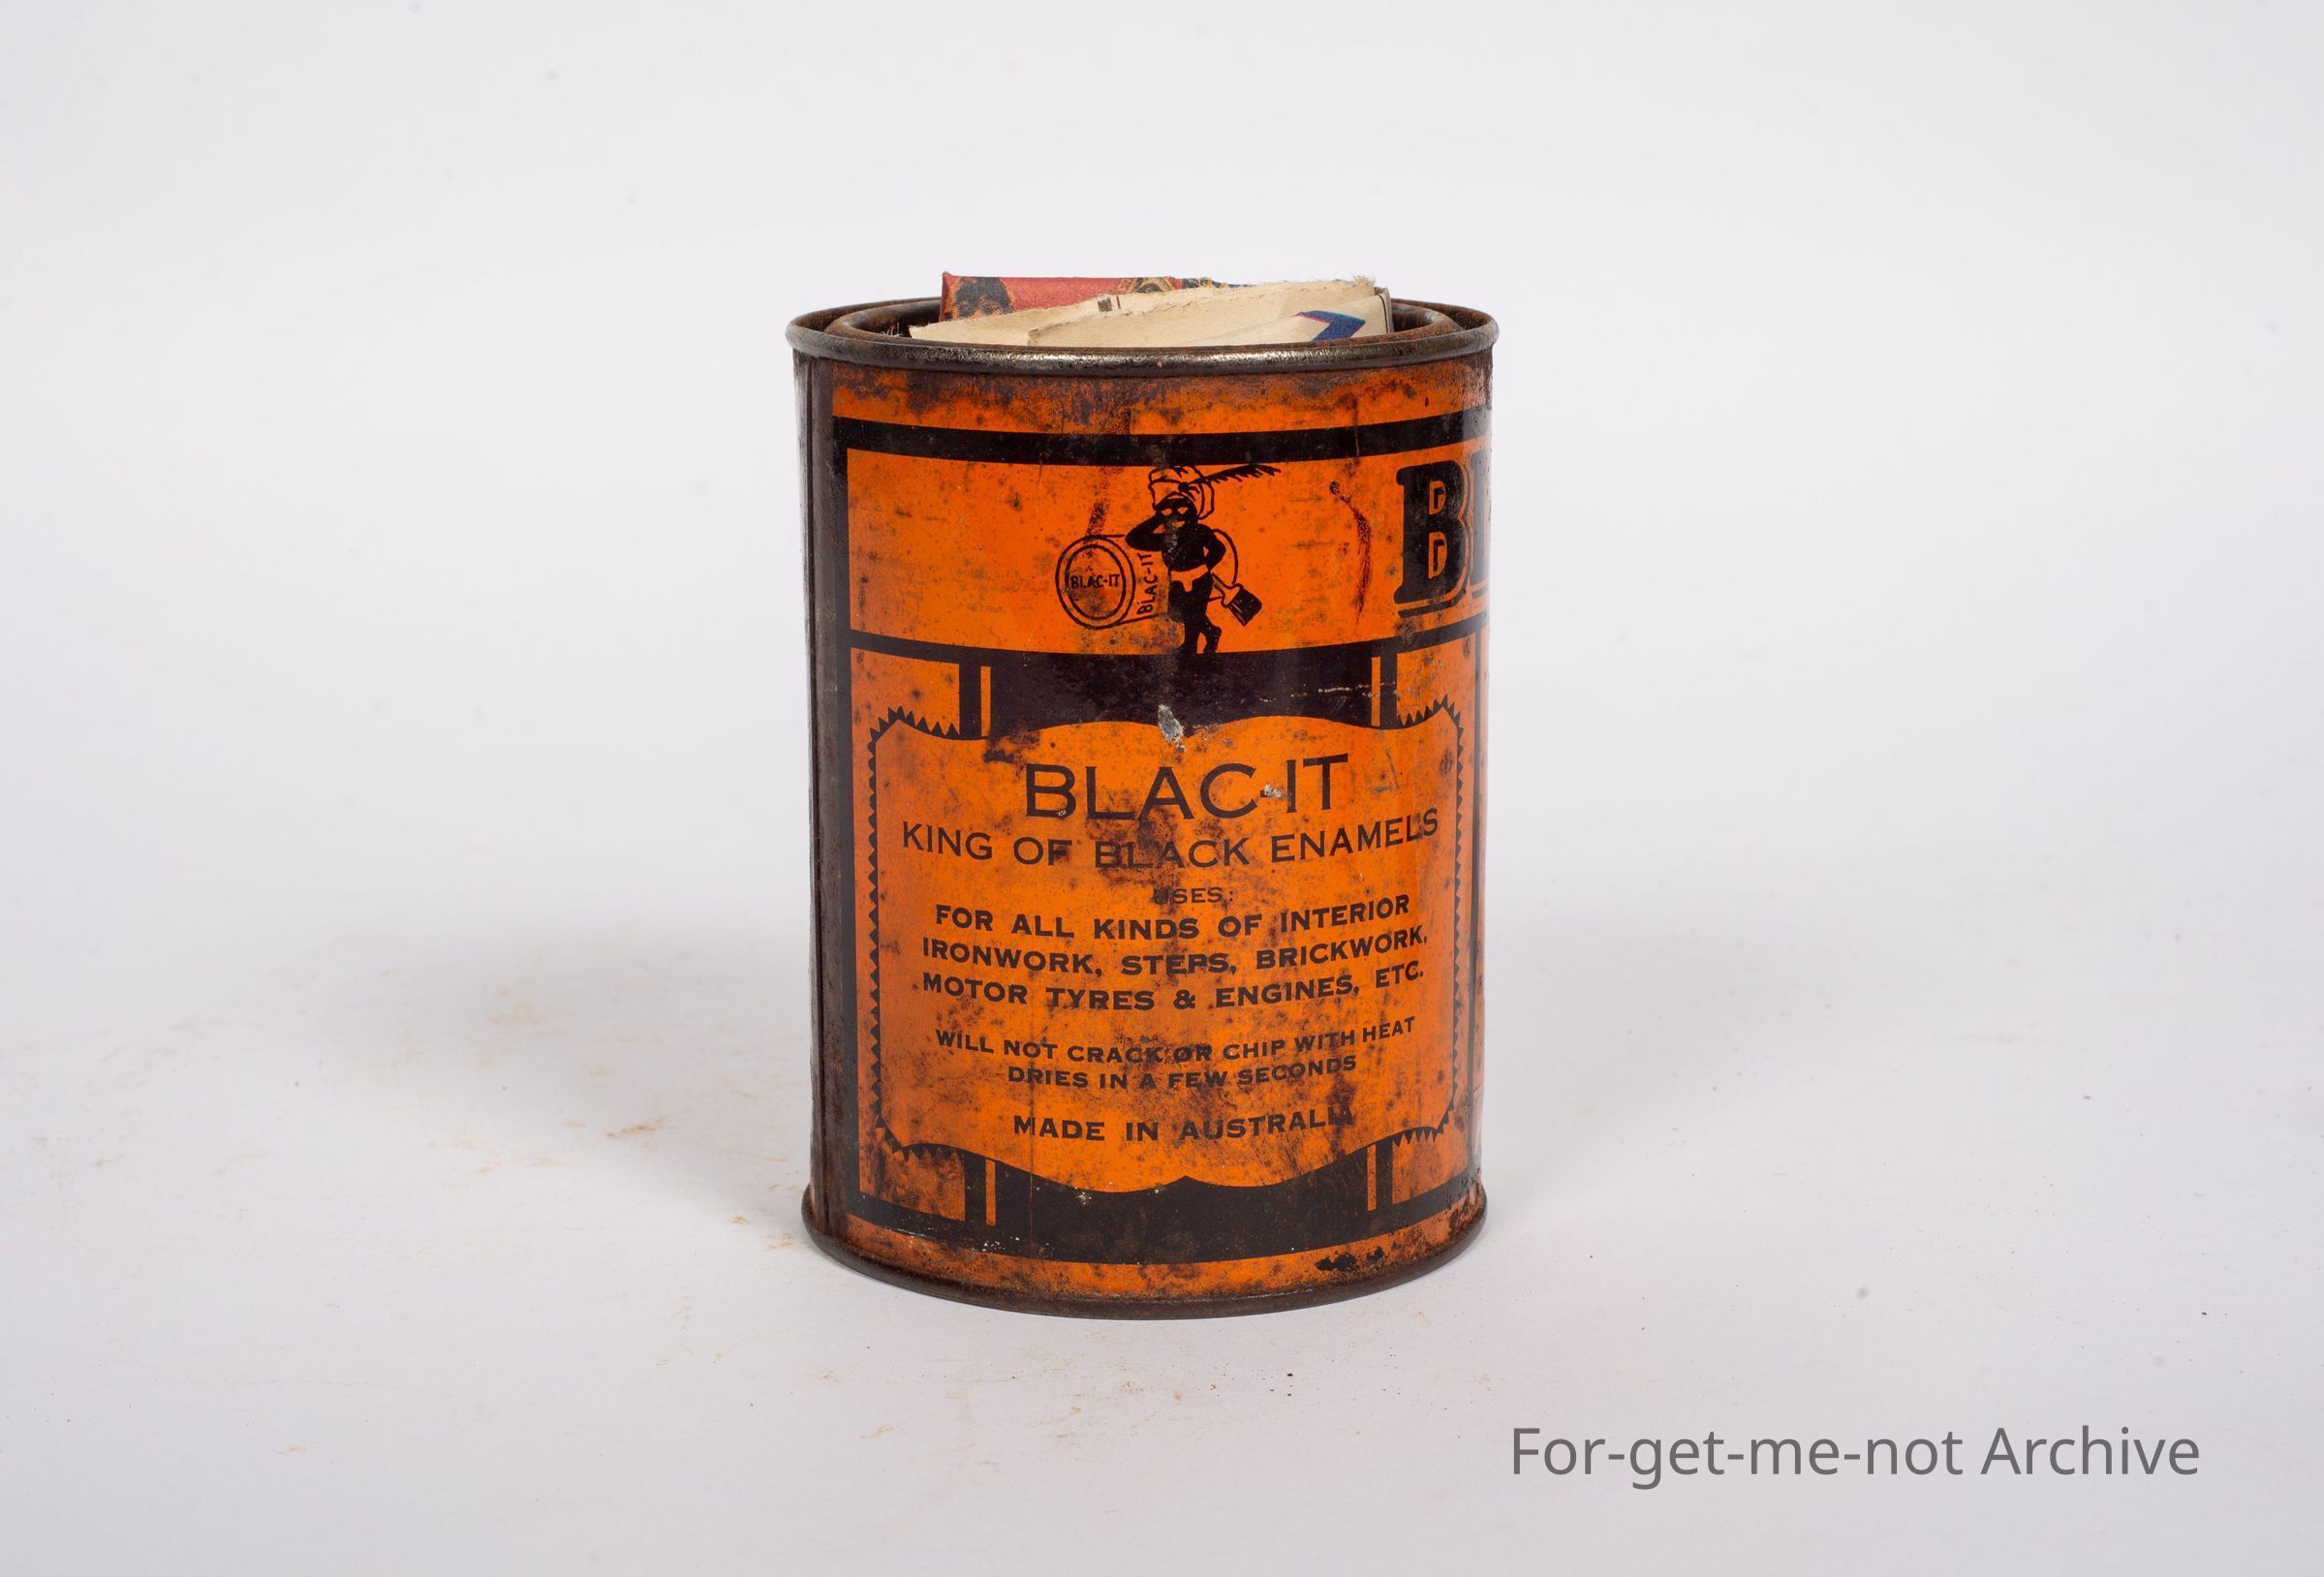 BLAC-IT
BLAC-IT
BLAC-IT
KING OF BLACK ENAMELS
USES:
FOR ALL KINDS OF INTERIOR
IRONWORK, STEPS, BRICKWORK,
MOTOR TYRES & ENGINES, ETC.
WILL NOT CRACK OR CHIP WITH HEAT
DRIES IN A FEW SECONDS
MADE IN AUSTRALIA
For-get-me-not Archive